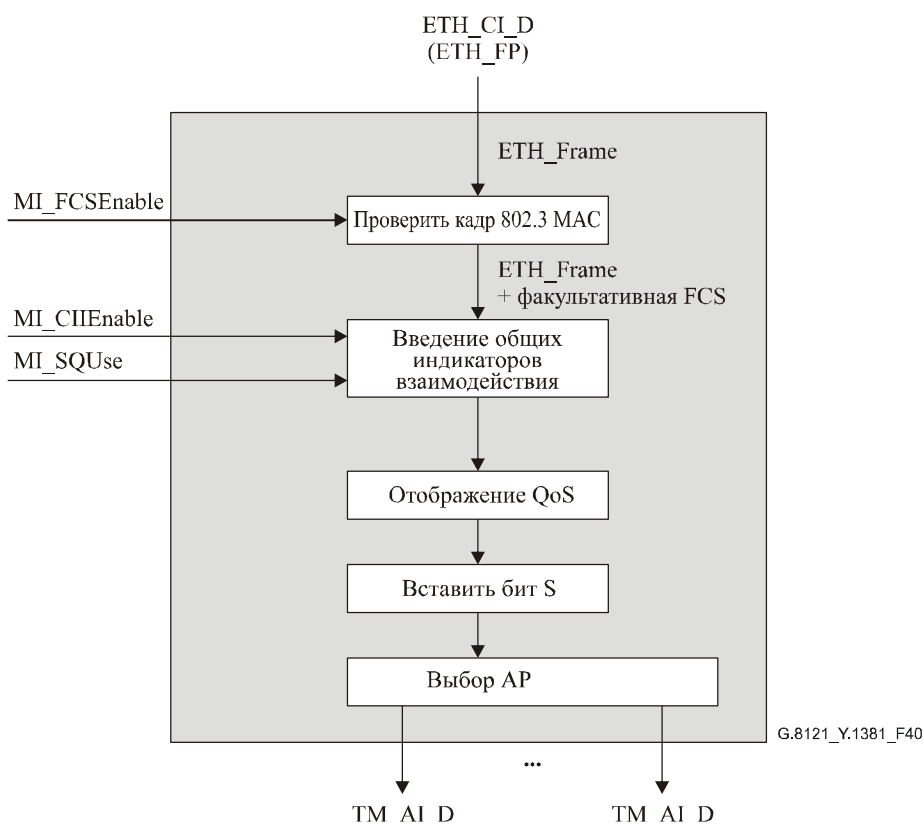 ETH_CI_D
(ETH_FP)
ETH_Frame
MI_FCSEnable
Проверить кадр 802.3 MAC
ETH_Frame
+ факультативная FCS
MI_CIIEnable
MI_SQUse
Введение общих
индикаторов
взаимодействия
Отображение QoS
Вставить бит S
Выбор AP
G.8121_Y.1381_F40
...
TM_AI_D
TM_AI_D